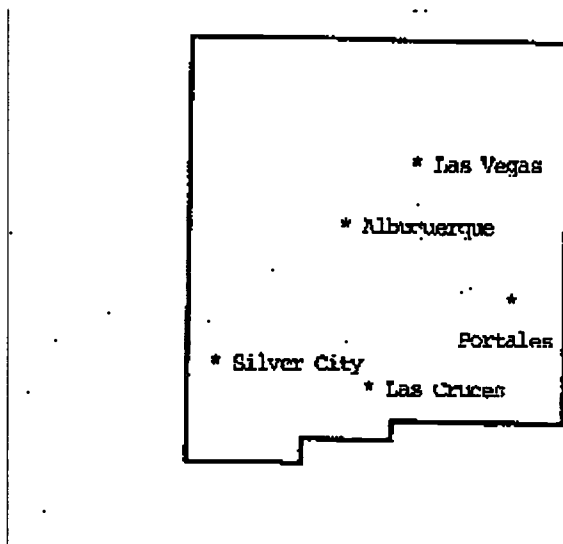 * Las Vegas
* Albuquerque
*
Portales
* Silver City
* Las Cruces